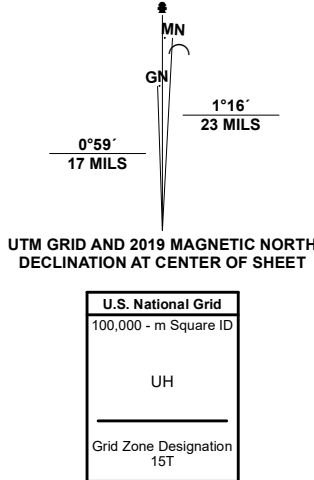 MN
GN
1°16´
23 MILS
0°59´
17 MILS
UTM GRID AND 2019 MAGNETIC NORTH
DECLINATION AT CENTER OF SHEET
U.S. National Grid
100,000 - m Square ID
UH
Grid Zone Designation
15T